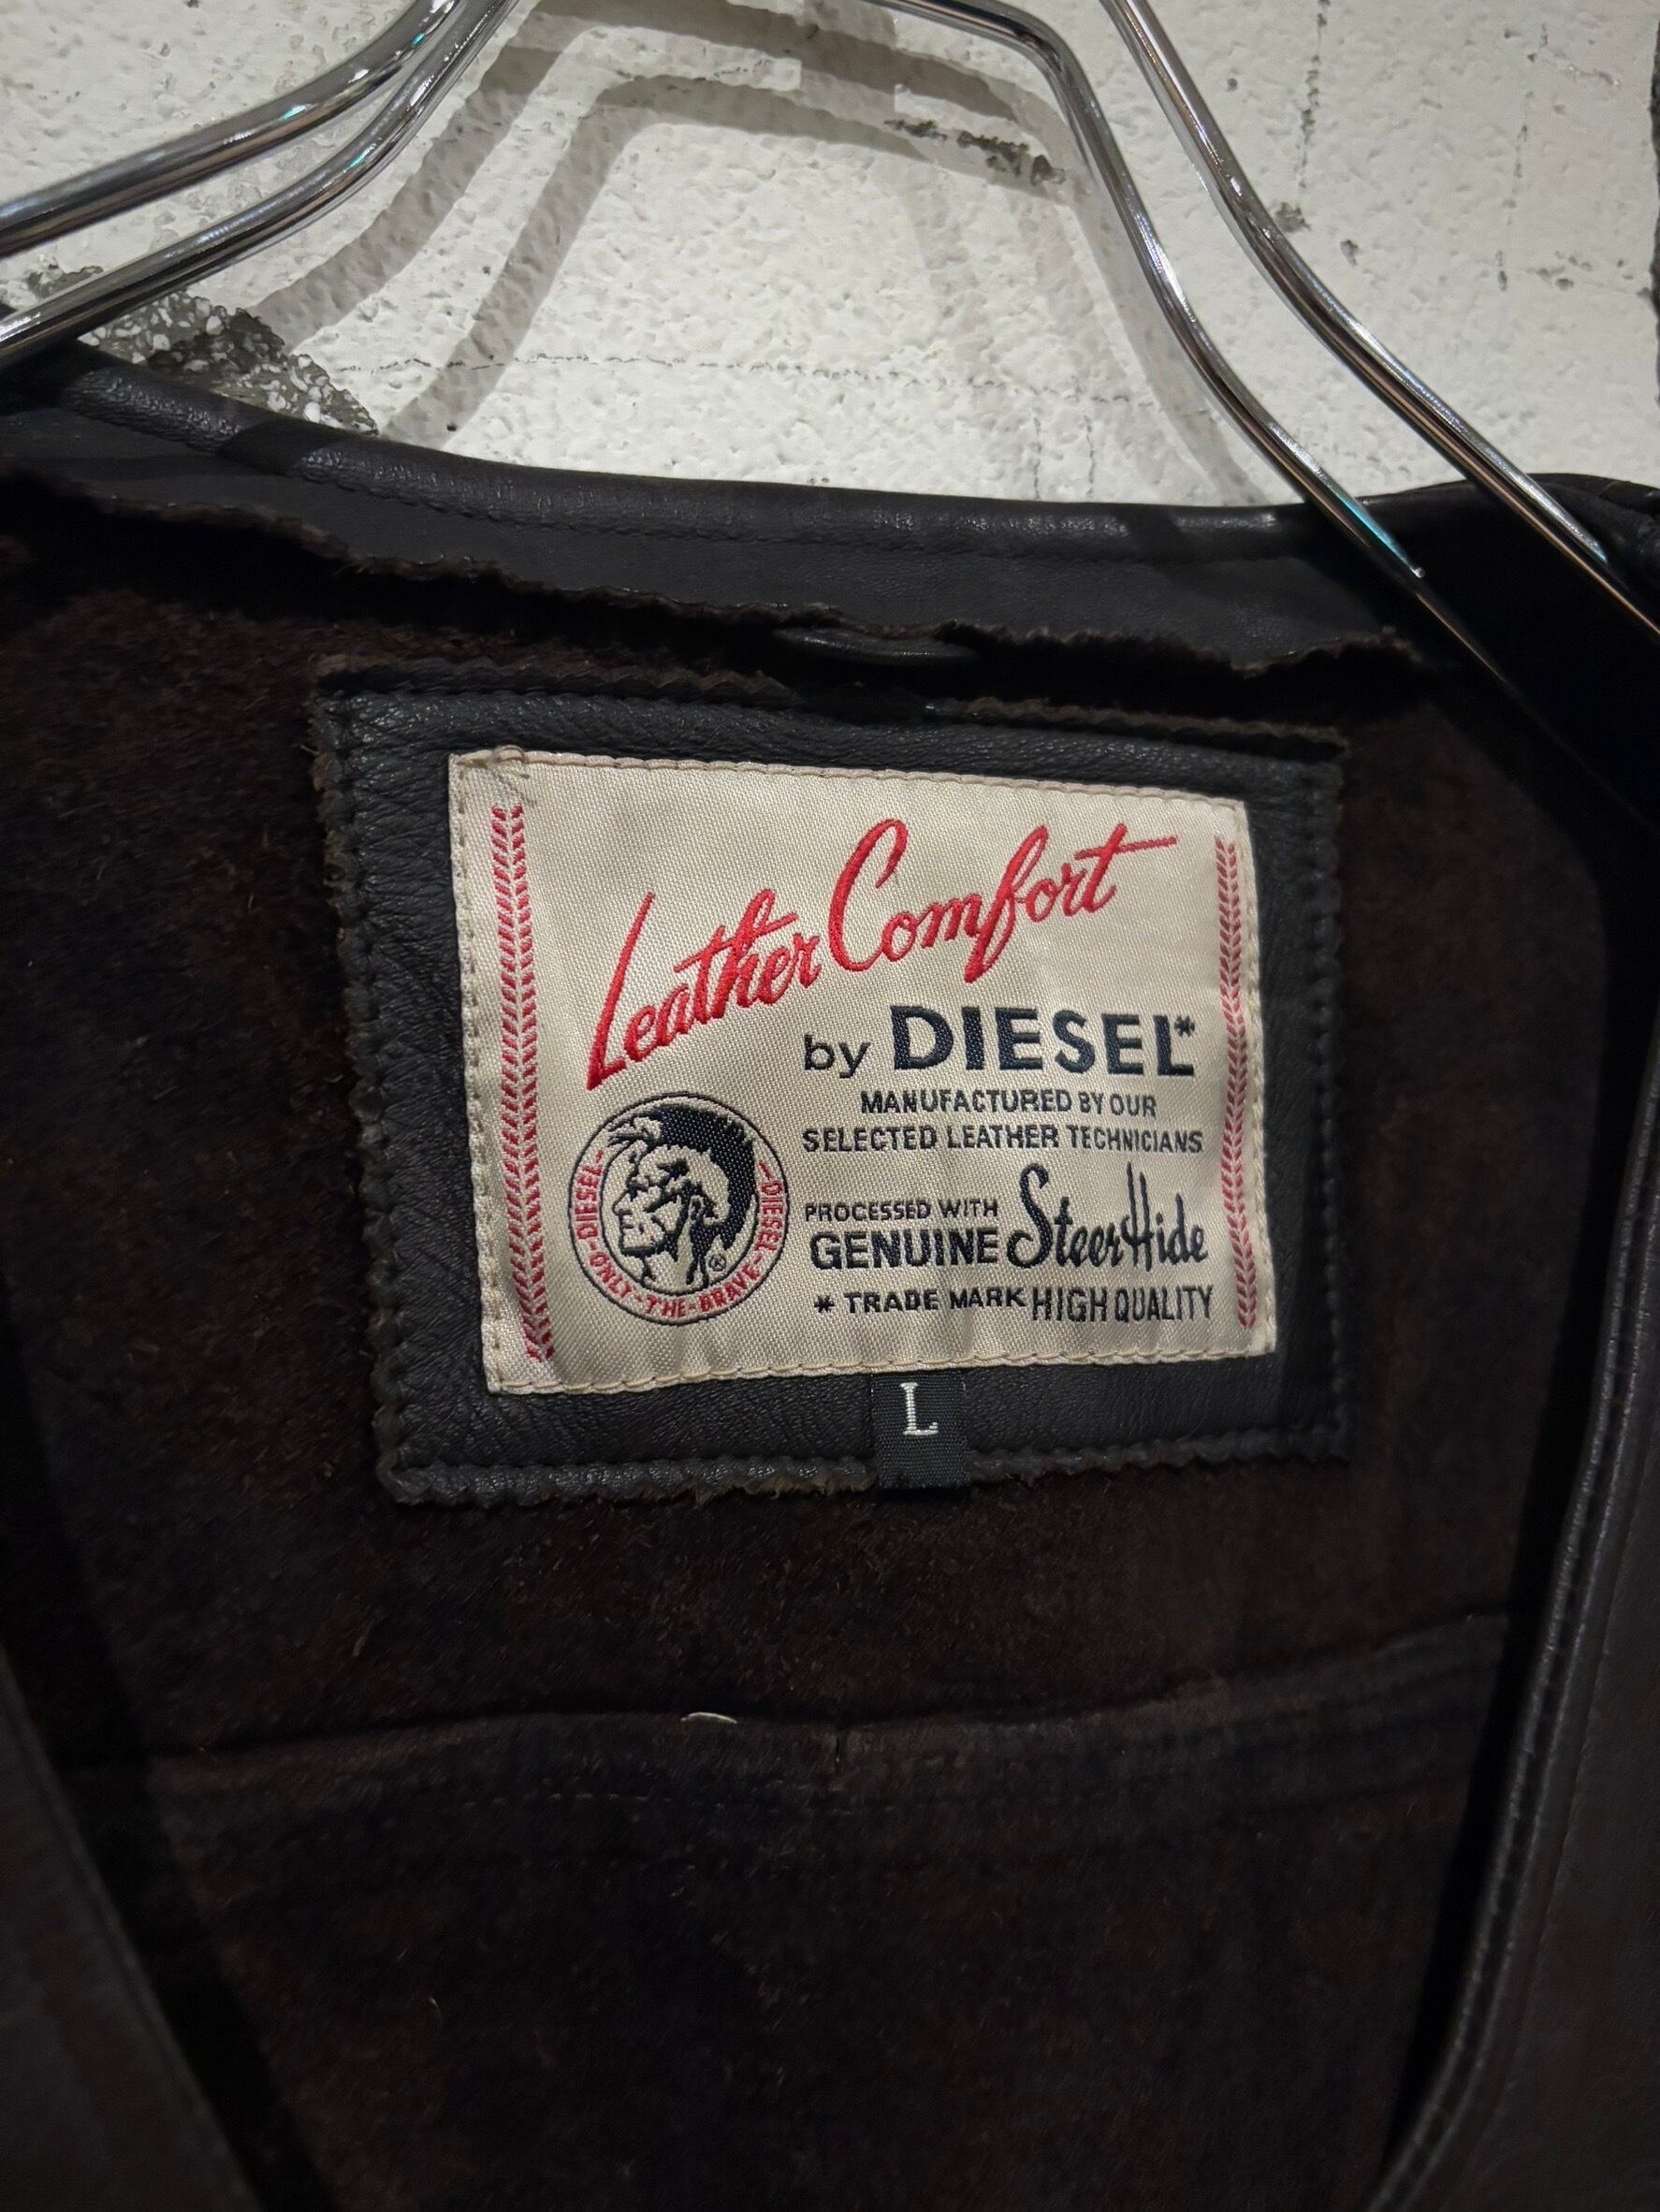 Leather Comfort
by DIESEL*
MANUFACTURED BY OUR
SELECTED LEATHER TECHNICIANS
PROCESSED WITH
GENUINE SteerHide
* TRADE MARK HIGH QUALITY
DIESEL-ONLY-THE-BRAVE-DIESEL
®
L